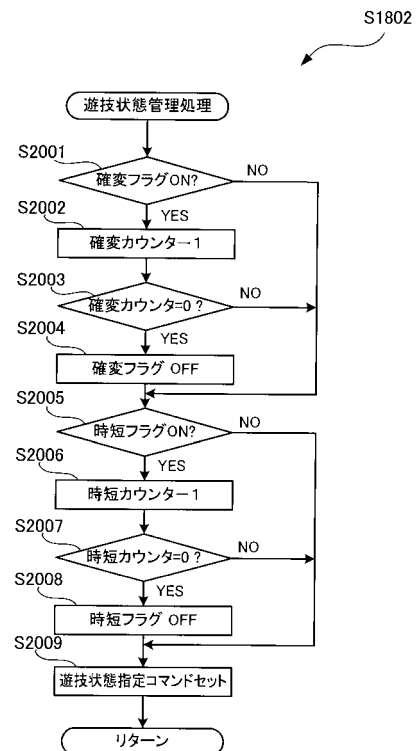 S1802
遊技状態管理処理
S2001
確変フラグON?
NO
YES
S2002
確変カウンター1
S2003
確変カウンタ=0?
NO
YES
S2004
確変フラグ OFF
S2005
時短フラグON?
NO
YES
S2006
時短カウンター1
S2007
時短カウンタ=0?
NO
YES
S2008
時短フラグ OFF
S2009
遊技状態指定コマンドセット
リターン